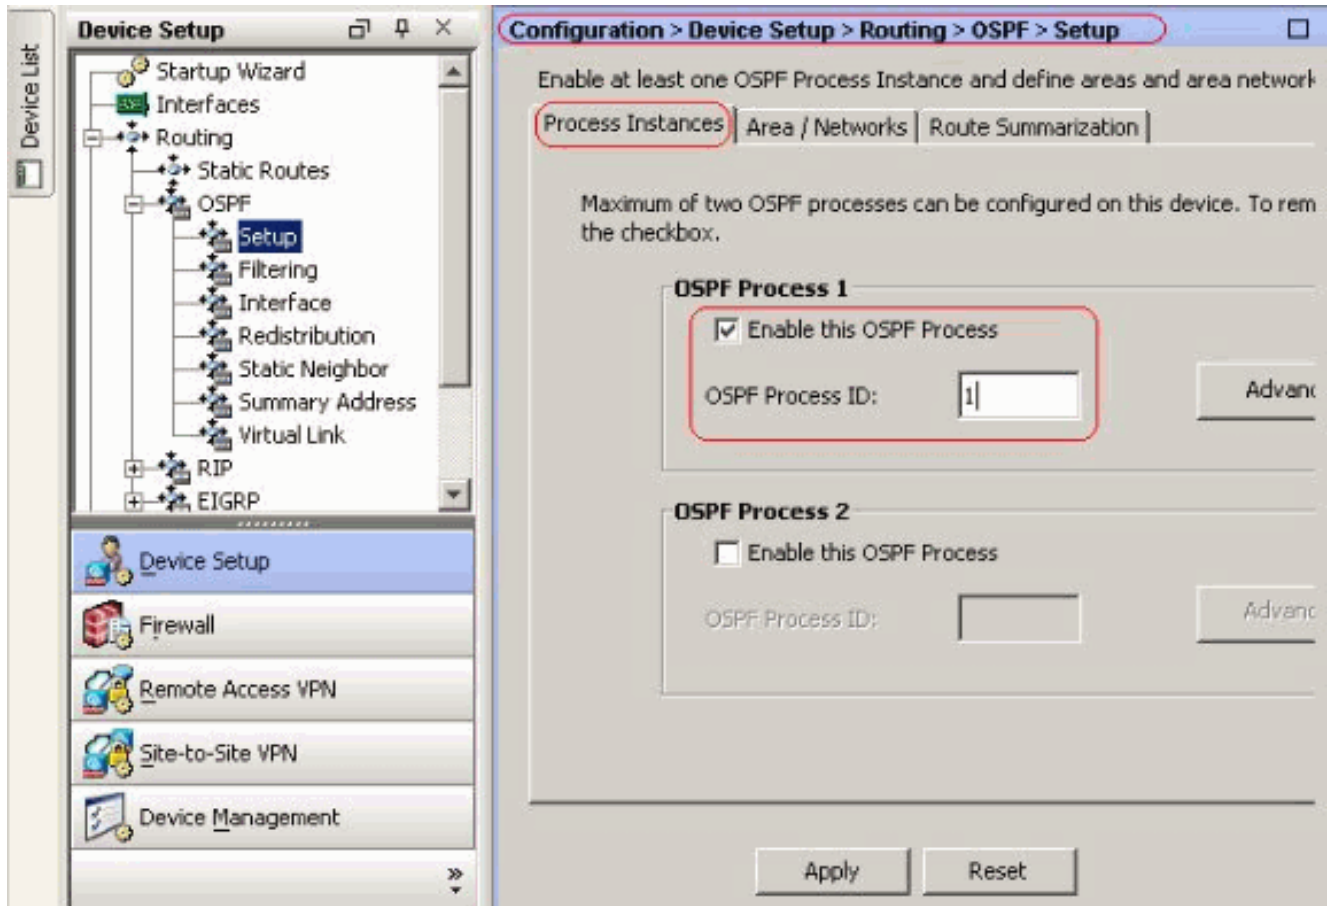 Device List
Device Setup
Startup Wizard
Interfaces
Routing
Static Routes
OSPF
Setup
Filtering
Interface
Redistribution
Static Neighbor
Summary Address
Virtual Link
RIP
EIGRP
Device Setup
Firewall
Remote Access VPN
Site-to-Site VPN
Device Management
Configuration > Device Setup > Routing > OSPF > Setup
Enable at least one OSPF Process Instance and define areas and area network
Process Instances
Area / Networks
Route Summarization
Maximum of two OSPF processes can be configured on this device. To rem
the checkbox.
OSPF Process 1
Enable this OSPF Process
OSPF Process ID: 1
Advanc
OSPF Process 2
Enable this OSPF Process
OSPF Process ID:
Advanc
Apply
Reset